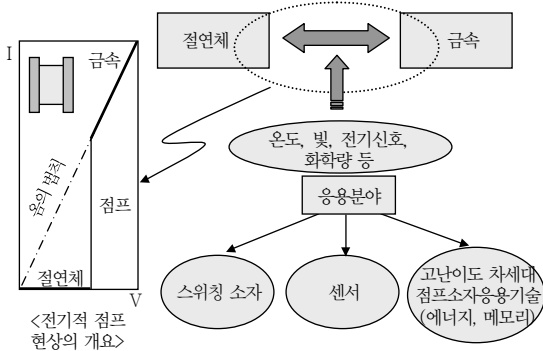 I
금속
옴의 법칙
점프
절연체
V
<전기적 점프
현상의 개요>
절연체
금속
온도, 빛, 전기신호,
화학량 등
응용분야
스위칭 소자
센서
고난이도 차세대
점프소자응용기술
(에너지, 메모리)